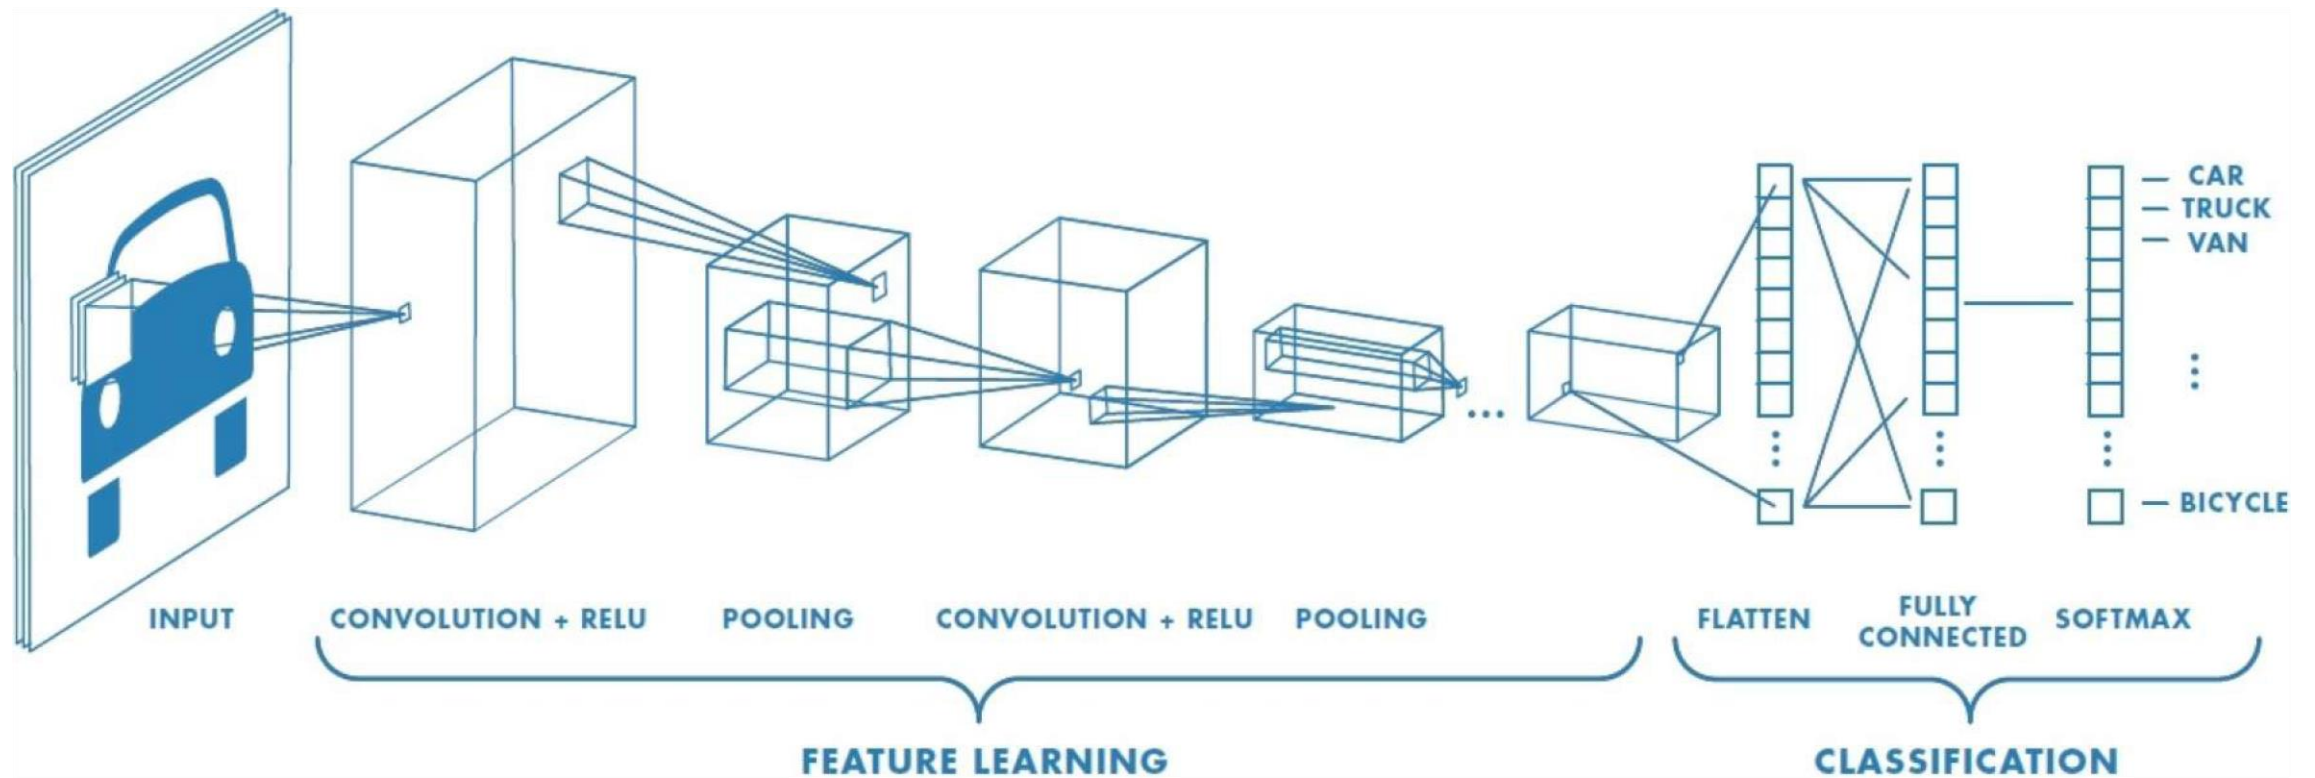 CAR
TRUCK
VAN
BICYCLE
INPUT
CONVOLUTION + RELU
POOLING
CONVOLUTION + RELU
POOLING
FLATTEN
FULLY
CONNECTED
SOFTMAX
FEATURE LEARNING
CLASSIFICATION